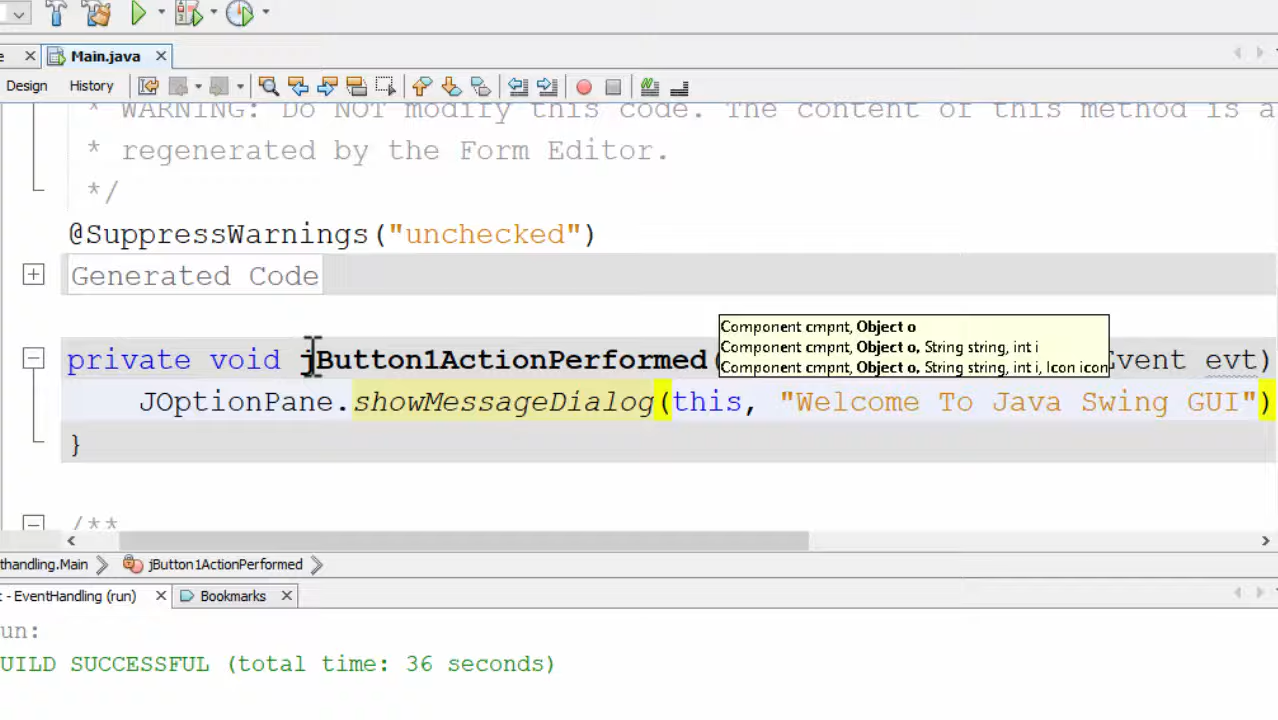 e
Main.java
Design History
* WARNING: Do NOT modify this code. The content of this method is a
* regenerated by the Form Editor.
*/
@SuppressWarnings("unchecked")
Generated Code
Component cmpnt, Object o
Component cmpnt, Object o, String string, int i
Component cmpnt, Object o, String string, int i, Icon icon
private void jButton1ActionPerformed( Event evt)
JOptionPane.showMessageDialog(this, "Welcome To Java Swing GUI")
}
/**
thandling.Main jButton1ActionPerformed
t - EventHandling (run) Bookmarks
un:
UILD SUCCESSFUL (total time: 36 seconds)